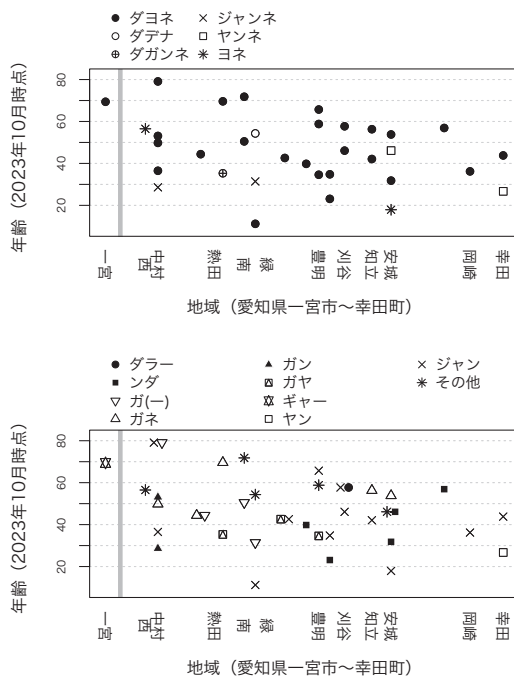 ● ダヨネ × ジャンネ
○ ダデナ □ ヤンネ
⊕ ダガンネ ✳ ヨネ
年齢（2023年10月時点）
80
60
40
20
一宮 西 中村 熱田 南 緑 豊明 刈谷 知立 安城 岡崎 幸田
地域（愛知県一宮市～幸田町）
● ダラー ▲ ガン × ジャン
■ ンダ ガヤ ✳ その他
▽ ガ(ー) ギャー
△ ガネ □ ヤン
年齢（2023年10月時点）
80
60
40
20
一宮 西 中村 熱田 南 緑 豊明 刈谷 知立 安城 岡崎 幸田
地域（愛知県一宮市～幸田町）